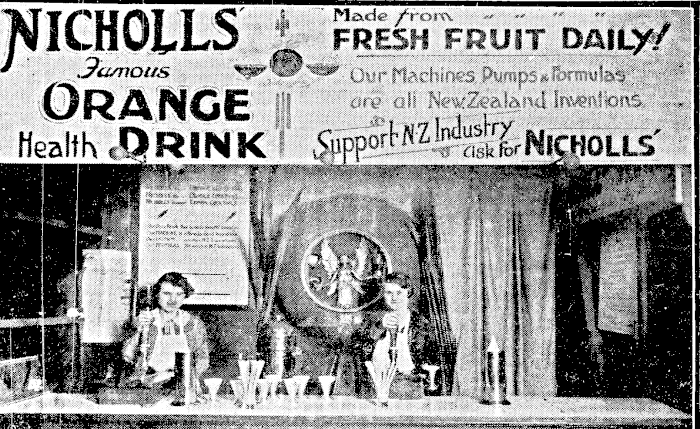 NICHOLLS'
Famous
ORANGE
Health DRINK
Made from
FRESH FRUIT DAILY!
Our Machines Pumps & Formulas
are all New Zealand Inventions
Support N·Z Industry
ask for NICHOLLS'